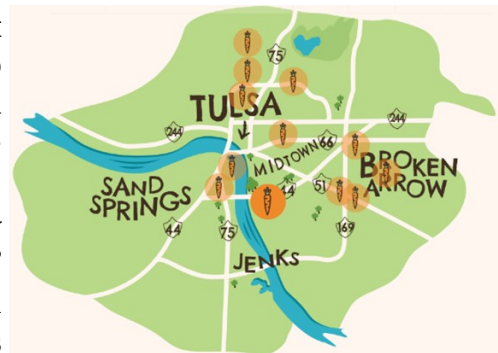 75
TULSA
244
66
244
MIDTOWN
BROKEN
ARROW
SAND
SPRINGS
51
44
75
169
JENKS